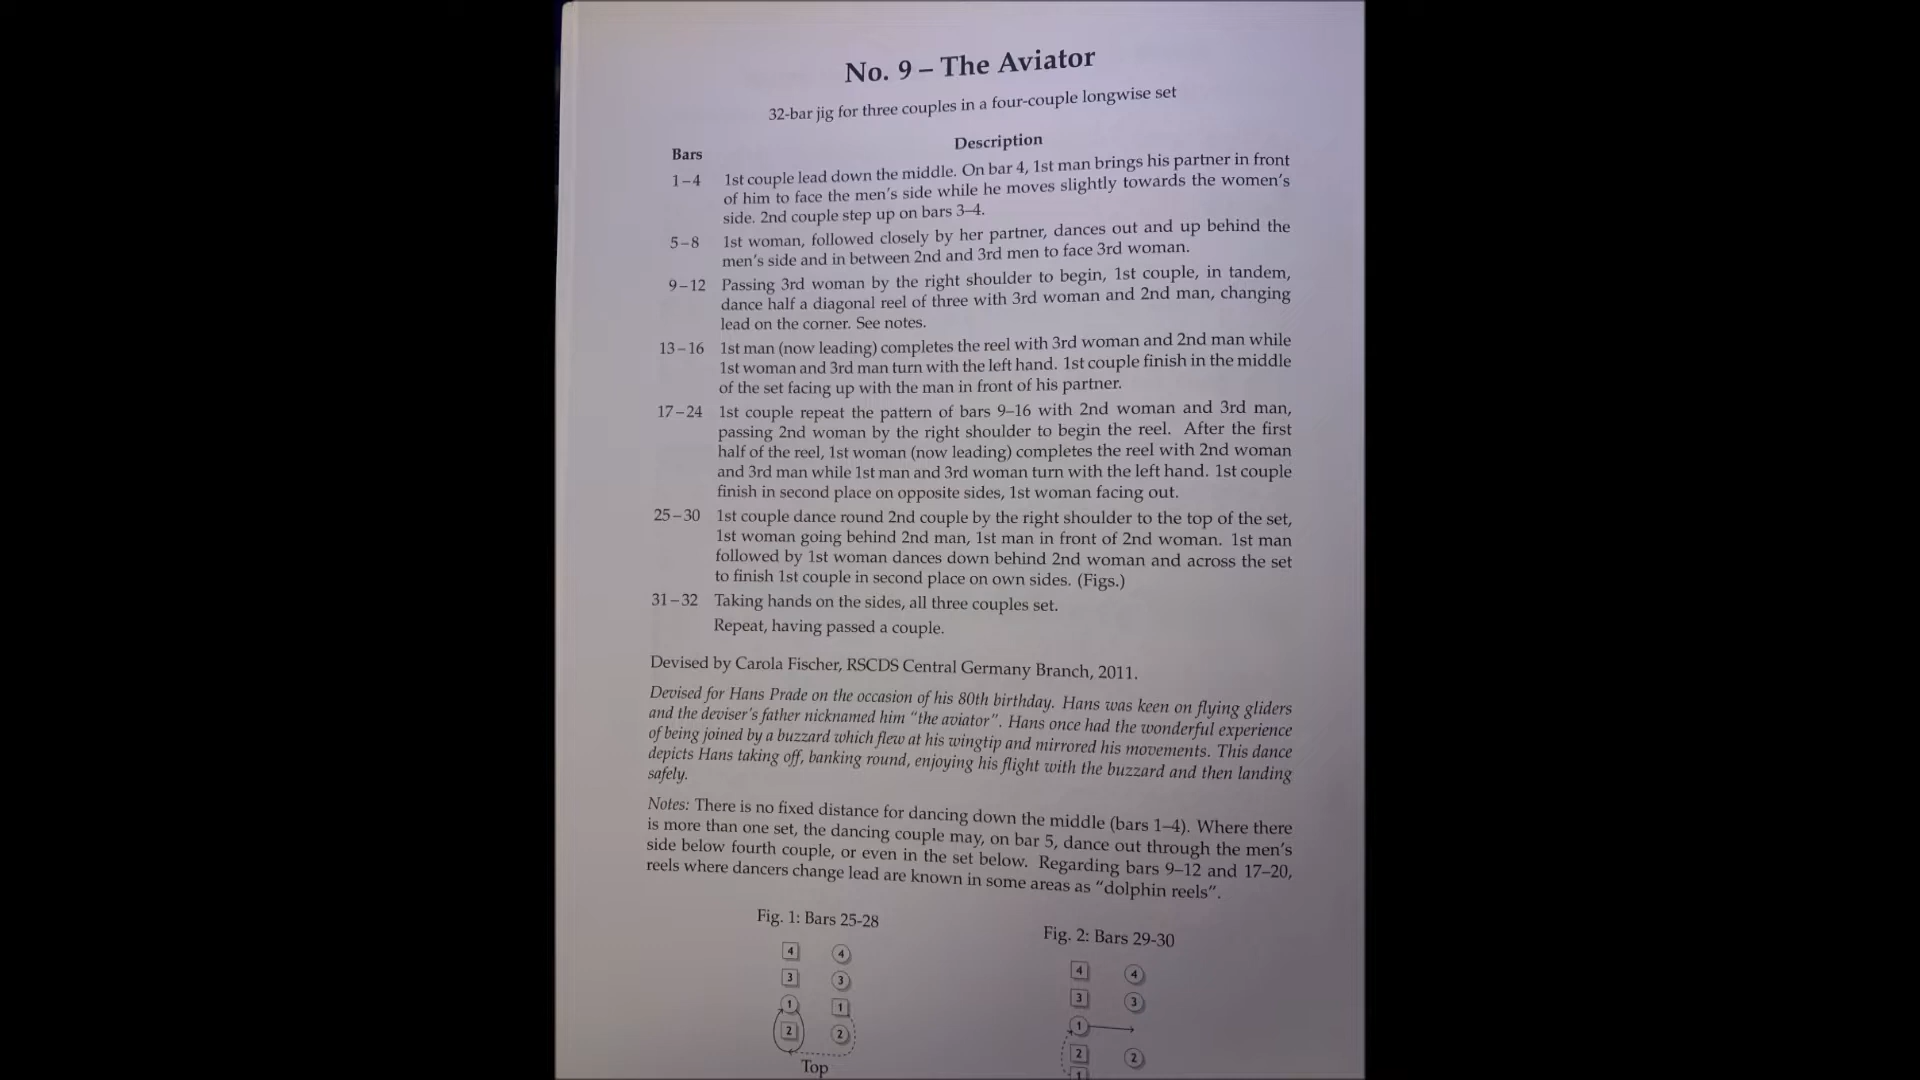 No. 9 – The Aviator
32-bar jig for three couples in a four-couple longwise set
Bars
Description
1–4 1st couple lead down the middle. On bar 4, 1st man brings his partner in front
of him to face the men's side while he moves slightly towards the women's
side. 2nd couple step up on bars 3–4.
5–8 1st woman, followed closely by her partner, dances out and up behind the
men's side and in between 2nd and 3rd men to face 3rd woman.
9–12 Passing 3rd woman by the right shoulder to begin, 1st couple, in tandem,
dance half a diagonal reel of three with 3rd woman and 2nd man, changing
lead on the corner. See notes.
13–16 1st man (now leading) completes the reel with 3rd woman and 2nd man while
1st woman and 3rd man turn with the left hand. 1st couple finish in the middle
of the set facing up with the man in front of his partner.
17–24 1st couple repeat the pattern of bars 9–16 with 2nd woman and 3rd man,
passing 2nd woman by the right shoulder to begin the reel. After the first
half of the reel, 1st woman (now leading) completes the reel with 2nd woman
and 3rd man while 1st man and 3rd woman turn with the left hand. 1st couple
finish in second place on opposite sides, 1st woman facing out.
25–30 1st couple dance round 2nd couple by the right shoulder to the top of the set,
1st woman going behind 2nd man, 1st man in front of 2nd woman. 1st man
followed by 1st woman dances down behind 2nd woman and across the set
to finish 1st couple in second place on own sides. (Figs.)
31–32 Taking hands on the sides, all three couples set.
Repeat, having passed a couple.
Devised by Carola Fischer, RSCDS Central Germany Branch, 2011.
Devised for Hans Prade on the occasion of his 80th birthday. Hans was keen on flying gliders
and the deviser's father nicknamed him "the aviator". Hans once had the wonderful experience
of being joined by a buzzard which flew at his wingtip and mirrored his movements. This dance
depicts Hans taking off, banking round, enjoying his flight with the buzzard and then landing
safely.
Notes: There is no fixed distance for dancing down the middle (bars 1–4). Where there
is more than one set, the dancing couple may, on bar 5, dance out through the men's
side below fourth couple, or even in the set below. Regarding bars 9–12 and 17–20,
reels where dancers change lead are known in some areas as "dolphin reels".
Fig. 1: Bars 25-28
4 4
3 3
1 1
2 2
Top
Fig. 2: Bars 29-30
4 4
3 3
1
2 2
1